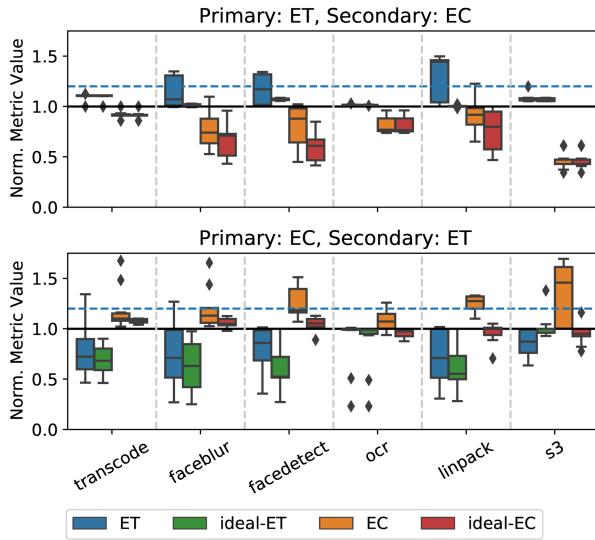 Primary: ET, Secondary: EC
Norm. Metric Value
1.5
1.0
0.5
0.0
Primary: EC, Secondary: ET
Norm. Metric Value
1.5
1.0
0.5
0.0
transcode
faceblur
facedetect
ocr
linpack
s3
ET
ideal-ET
EC
ideal-EC